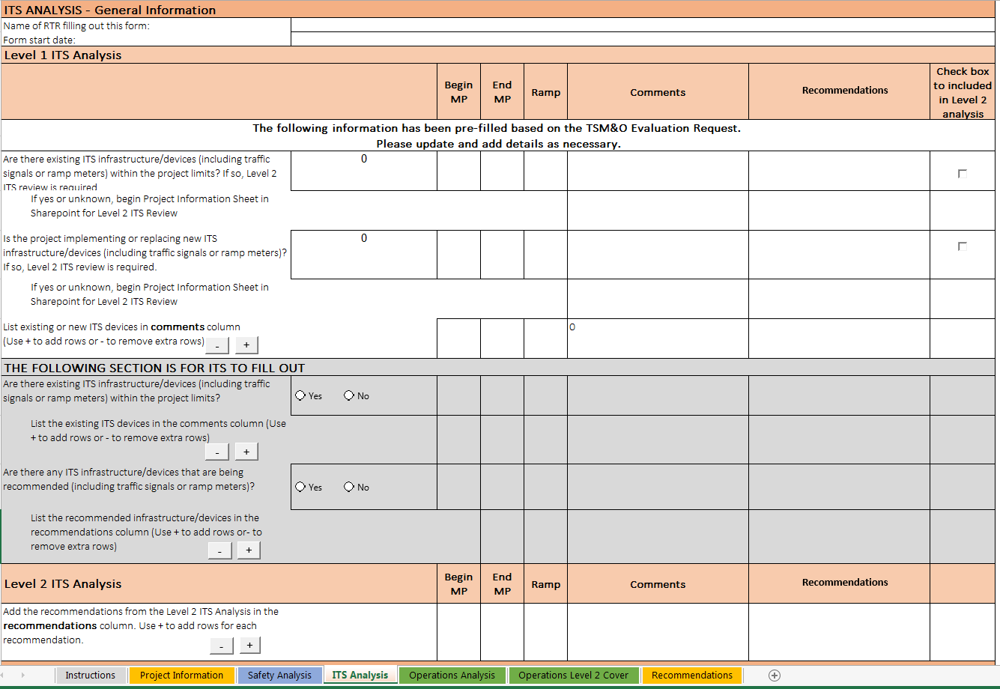 ITS ANALYSIS - General Information
Name of RTR filling out this form:
Form start date:
Level 1 ITS Analysis
Begin MP
End MP
Ramp
Comments
Recommendations
Check box
to included
in Level 2
analysis
The following information has been pre-filled based on the TSM&O Evaluation Request.
Please update and add details as necessary.
Are there existing ITS infrastructure/devices (including traffic
signals or ramp meters) within the project limits? If so, Level 2
ITS review is required
0
If yes or unknown, begin Project Information Sheet in
Sharepoint for Level 2 ITS Review
Is the project implementing or replacing new ITS
infrastructure/devices (including traffic signals or ramp meters)?
If so, Level 2 ITS review is required.
0
If yes or unknown, begin Project Information Sheet in
Sharepoint for Level 2 ITS Review
List existing or new ITS devices in comments column
(Use + to add rows or - to remove extra rows)
- +
0
THE FOLLOWING SECTION IS FOR ITS TO FILL OUT
Are there existing ITS infrastructure/devices (including traffic
signals or ramp meters) within the project limits?
Yes No
List the existing ITS devices in the comments column (Use
+ to add rows or - to remove extra rows)
- +
Are there any ITS infrastructure/devices that are being
recommended (including traffic signals or ramp meters)?
Yes No
List the recommended infrastructure/devices in the
recommendations column (Use + to add rows or- to
remove extra rows)
- +
Level 2 ITS Analysis
Begin MP
End MP
Ramp
Comments
Recommendations
Add the recommendations from the Level 2 ITS Analysis in the
recommendations column. Use + to add rows for each
recommendation.
- +
Instructions Project Information Safety Analysis ITS Analysis Operations Analysis Operations Level 2 Cover Recommendations